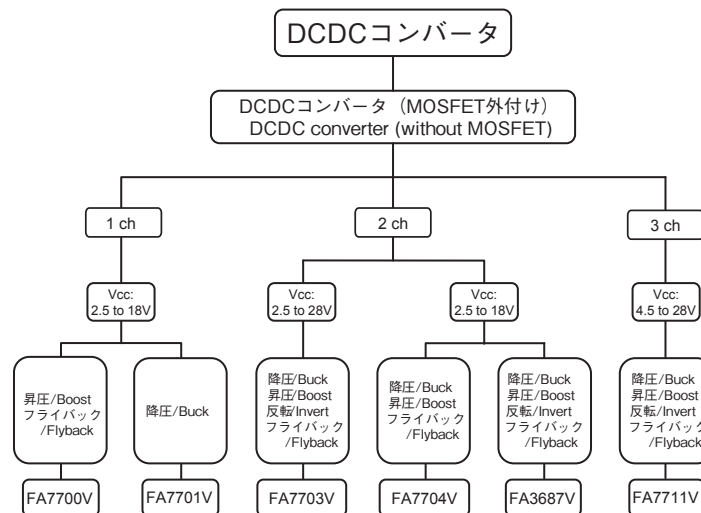 DCDCコンバータ
DCDCコンバータ（MOSFET外付け）
DCDC converter (without MOSFET)
1 ch
2 ch
3 ch
Vcc:
2.5 to 18V
Vcc:
2.5 to 28V
Vcc:
2.5 to 18V
Vcc:
4.5 to 28V
昇圧/Boost
フライバック
/Flyback
降圧/Buck
降圧/Buck
昇圧/Boost
反転/Invert
フライバック
/Flyback
降圧/Buck
昇圧/Boost
フライバック
/Flyback
降圧/Buck
昇圧/Boost
反転/Invert
フライバック
/Flyback
降圧/Buck
昇圧/Boost
反転/Invert
フライバック
/Flyback
FA7700V
FA7701V
FA7703V
FA7704V
FA3687V
FA7711V